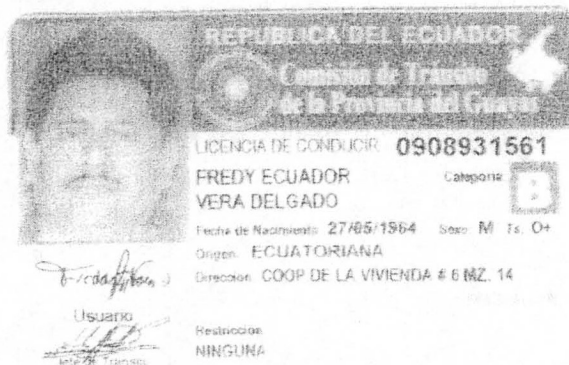 REPUBLICA DEL ECUADOR
Comisión de Tránsito
de la Provincia del Guayas
LICENCIA DE CONDUCIR 0908931561
FREDY ECUADOR Categoria B
VERA DELGADO
Fecha de Nacimiento 27/05/1964 Sexo M Ts. O+
Origen ECUATORIANA
Dirección COOP DE LA VIVIENDA # 6 MZ. 14
Usuario
Restriccion
NINGUNA